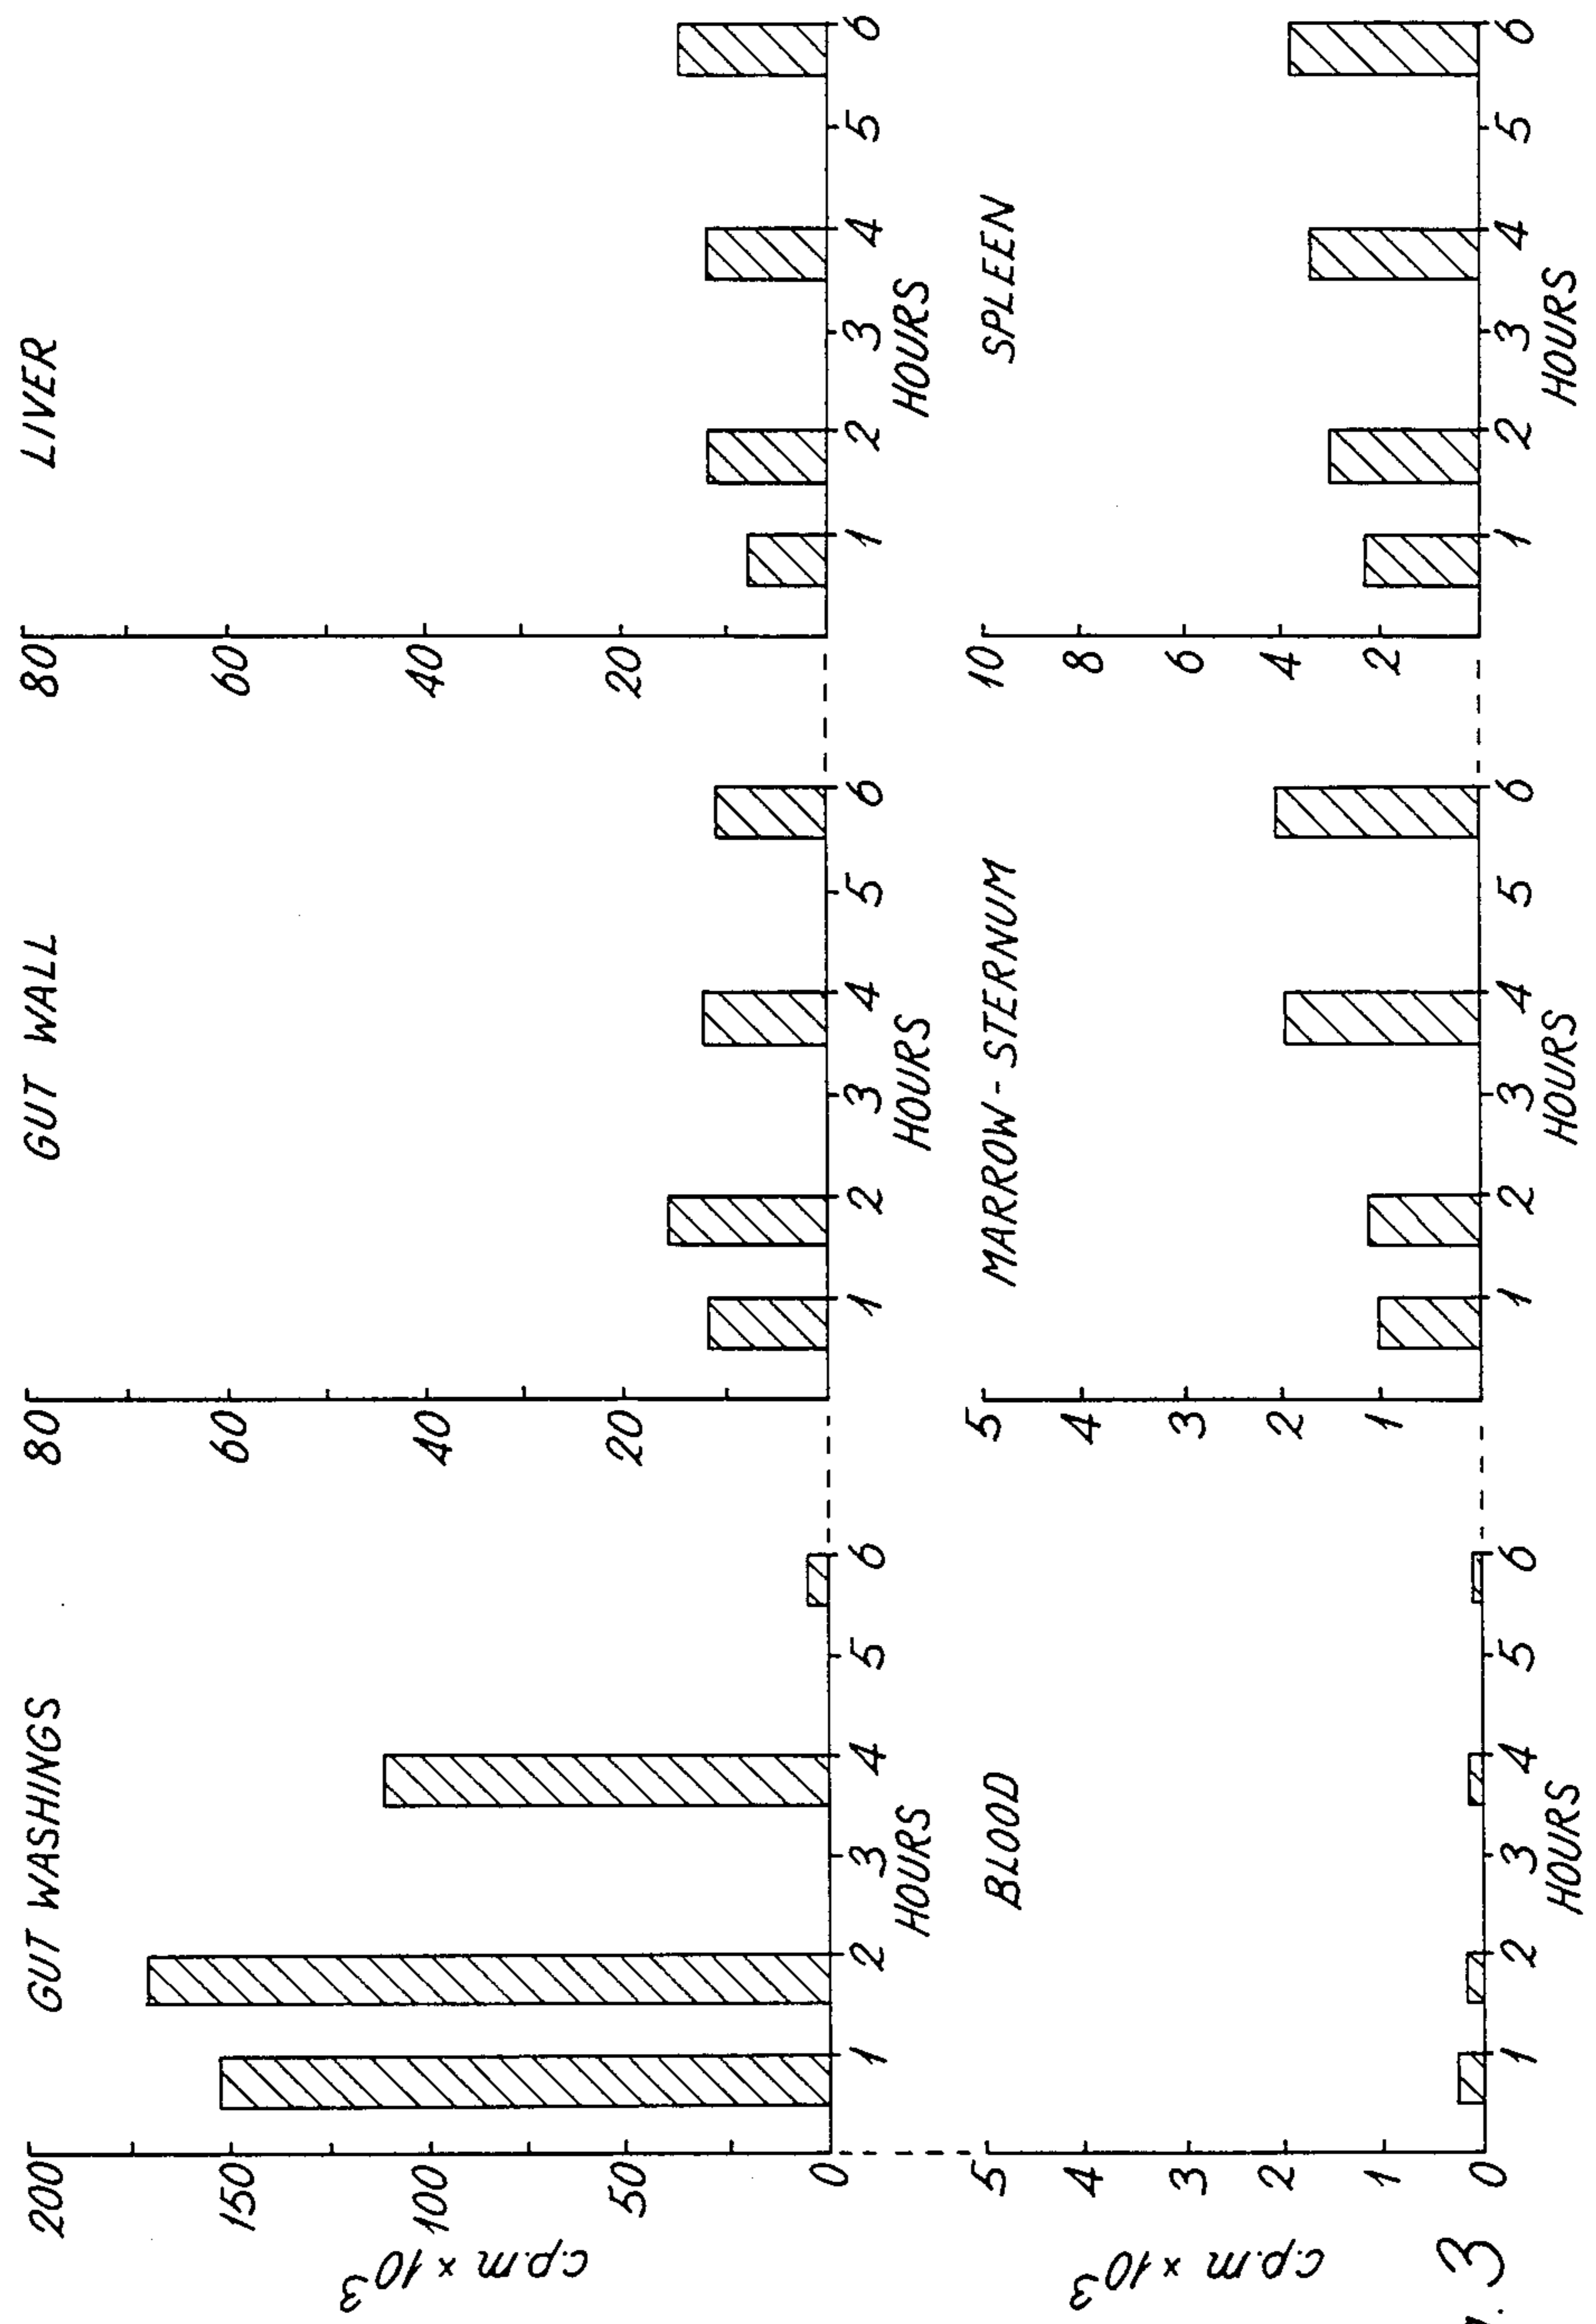 GUT WASHINGS
200
150
100
50
0
c.p.m × 10³
1 2 3 4 5 6
HOURS
GUT WALL
80
60
40
20
1 2 3 4 5 6
HOURS
LIVER
80
60
40
20
1 2 3 4 5 6
HOURS
BLOOD
5
4
3
2
1
0
c.p.m × 10³
1 2 3 4 5 6
HOURS
MARROW - STERNUM
5
4
3
2
1
1 2 3 4 5 6
HOURS
SPLEEN
10
8
6
4
2
1 2 3 4 5 6
HOURS
. 3